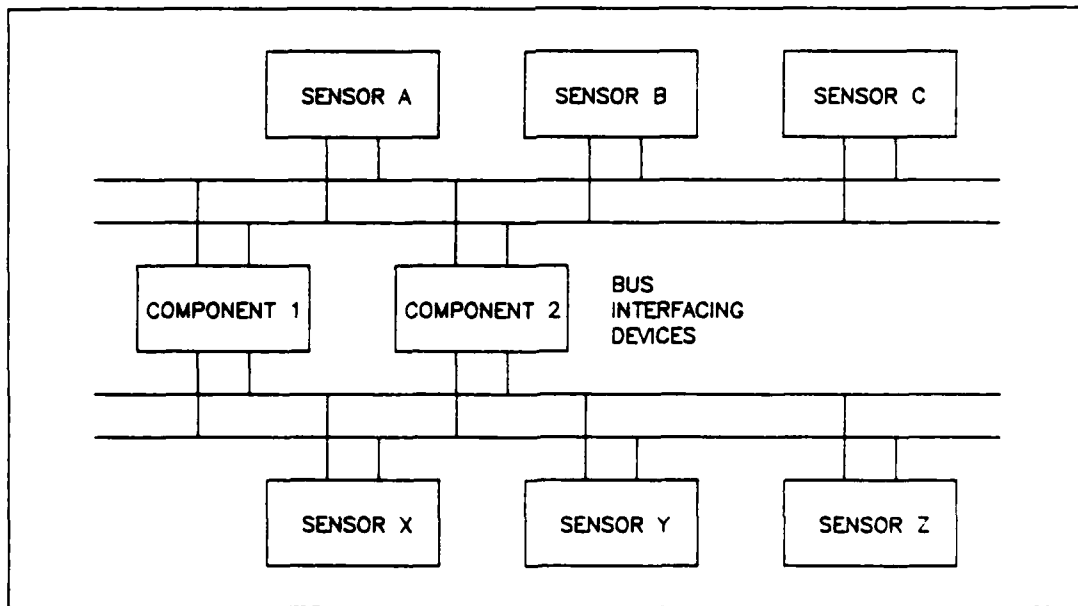 SENSOR A
SENSOR B
SENSOR C
COMPONENT 1
COMPONENT 2
BUS
INTERFACING
DEVICES
SENSOR X
SENSOR Y
SENSOR Z